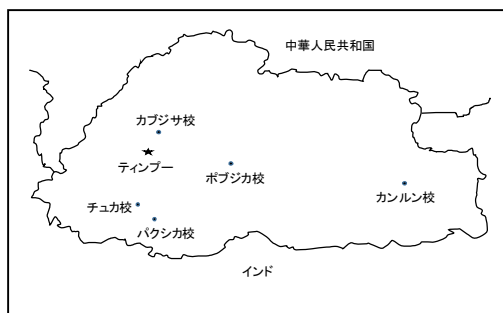 中華人民共和国
カブジサ校
ティンプー
ポブジカ校
カンルン校
チュカ校
パクシカ校
インド